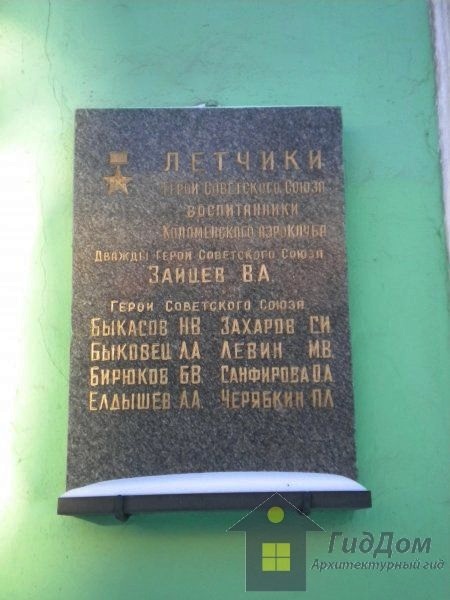 ЛЕТЧИКИ
ГЕРОИ СОВЕТСКОГО СОЮЗА
ВОСПИТАННИКИ
КОЛОМЕНСКОГО АЭРОКЛУБА
ДВАЖДЫ ГЕРОЙ СОВЕТСКОГО СОЮЗА
ЗАЙЦЕВ В.А.
ГЕРОИ СОВЕТСКОГО СОЮЗА
БЫКАСОВ Н.В. ЗАХАРОВ С.И.
БЫКОВЕЦ Л.А. ЛЕВИН М.В.
БИРЮКОВ Б.В. САНФИРОВА О.А.
ЕЛДЫШЕВ А.А. ЧЕРЯБКИН П.Л.
ГидДом
Архитектурный гид